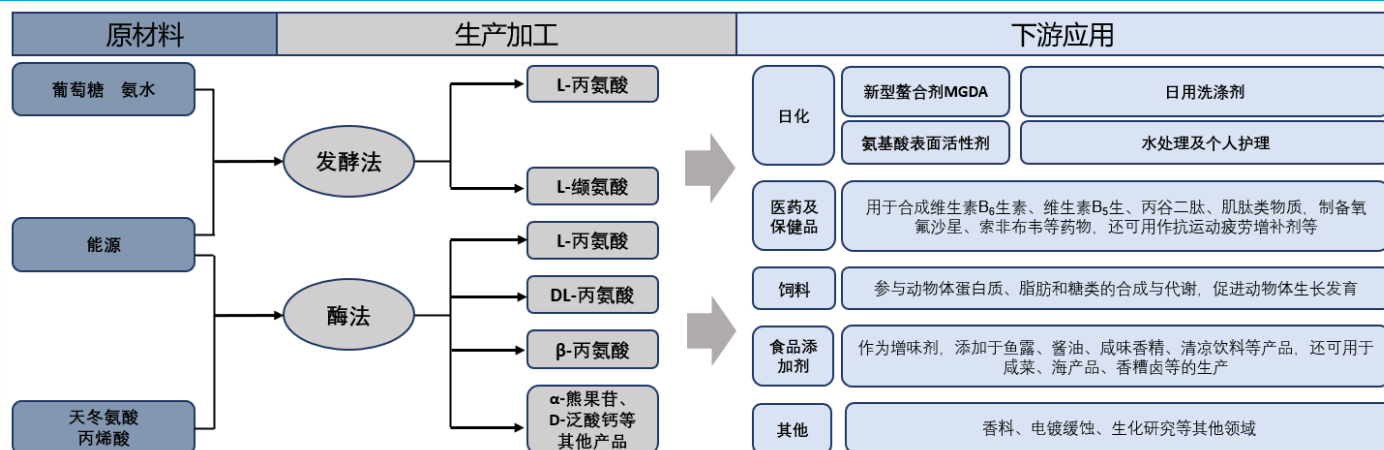 原材料
生产加工
下游应用
葡萄糖 氨水
能源
天冬氨酸
丙烯酸
发酵法
酶法
L-丙氨酸
L-缬氨酸
L-丙氨酸
DL-丙氨酸
β-丙氨酸
α-熊果苷、
D-泛酸钙等
其他产品
日化
新型螯合剂MGDA
日用洗涤剂
氨基酸表面活性剂
水处理及个人护理
医药及
保健品
用于合成维生素B₆生素、维生素B₅生、丙谷二肽、肌肽类物质，制备氧
氟沙星、索非布韦等药物，还可用作抗运动疲劳增补剂等
饲料
参与动物体蛋白质、脂肪和糖类的合成与代谢，促进动物体生长发育
食品添
加剂
作为增味剂，添加于鱼露、酱油、咸味香精、清凉饮料等产品，还可用于
咸菜、海产品、香糟卤等的生产
其他
香料、电镀缓蚀、生化研究等其他领域